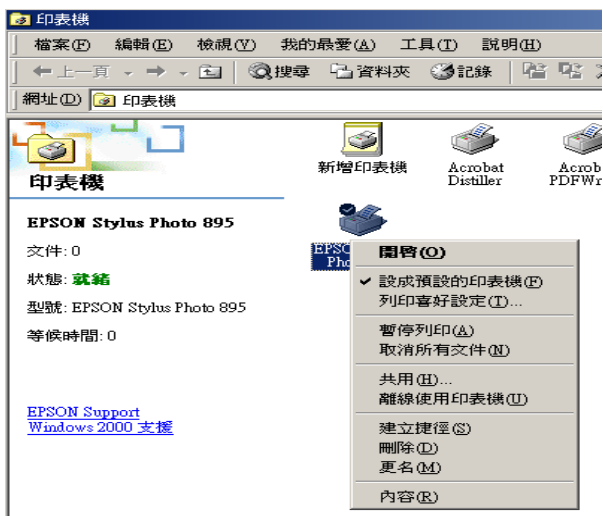 印表機
檔案(F) 編輯(E) 檢視(V) 我的最愛(A) 工具(T) 說明(H)
上一頁 搜尋 資料夾 記錄
網址(D) 印表機
印表機
EPSON Stylus Photo 895
文件: 0
狀態: 就緒
型號: EPSON Stylus Photo 895
等候時間: 0
EPSON Support
Windows 2000 支援
新增印表機
Acrobat
Distiller
Acrob
PDFWr
EPSO
Pho
開啓(O)
設成預設的印表機(F)
列印喜好設定(T)...
暫停列印(A)
取消所有文件(N)
共用(H)...
離線使用印表機(U)
建立捷徑(S)
刪除(D)
更名(M)
內容(R)